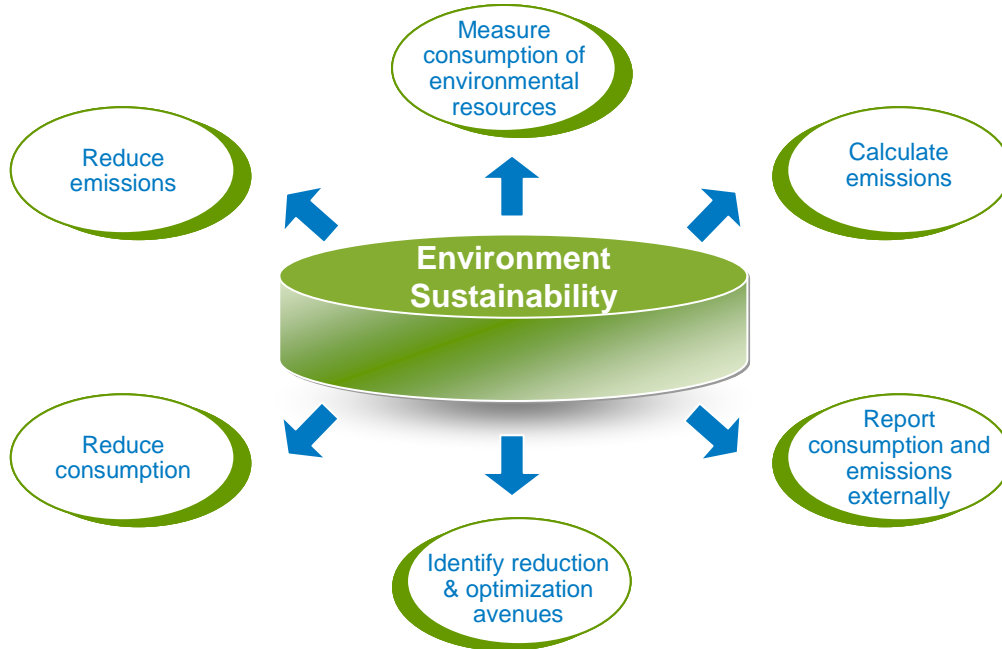 Measure
consumption of
environmental
resources
Reduce
emissions
Calculate
emissions
Environment
Sustainability
Reduce
consumption
Report
consumption and
emissions
externally
Identify reduction
& optimization
avenues